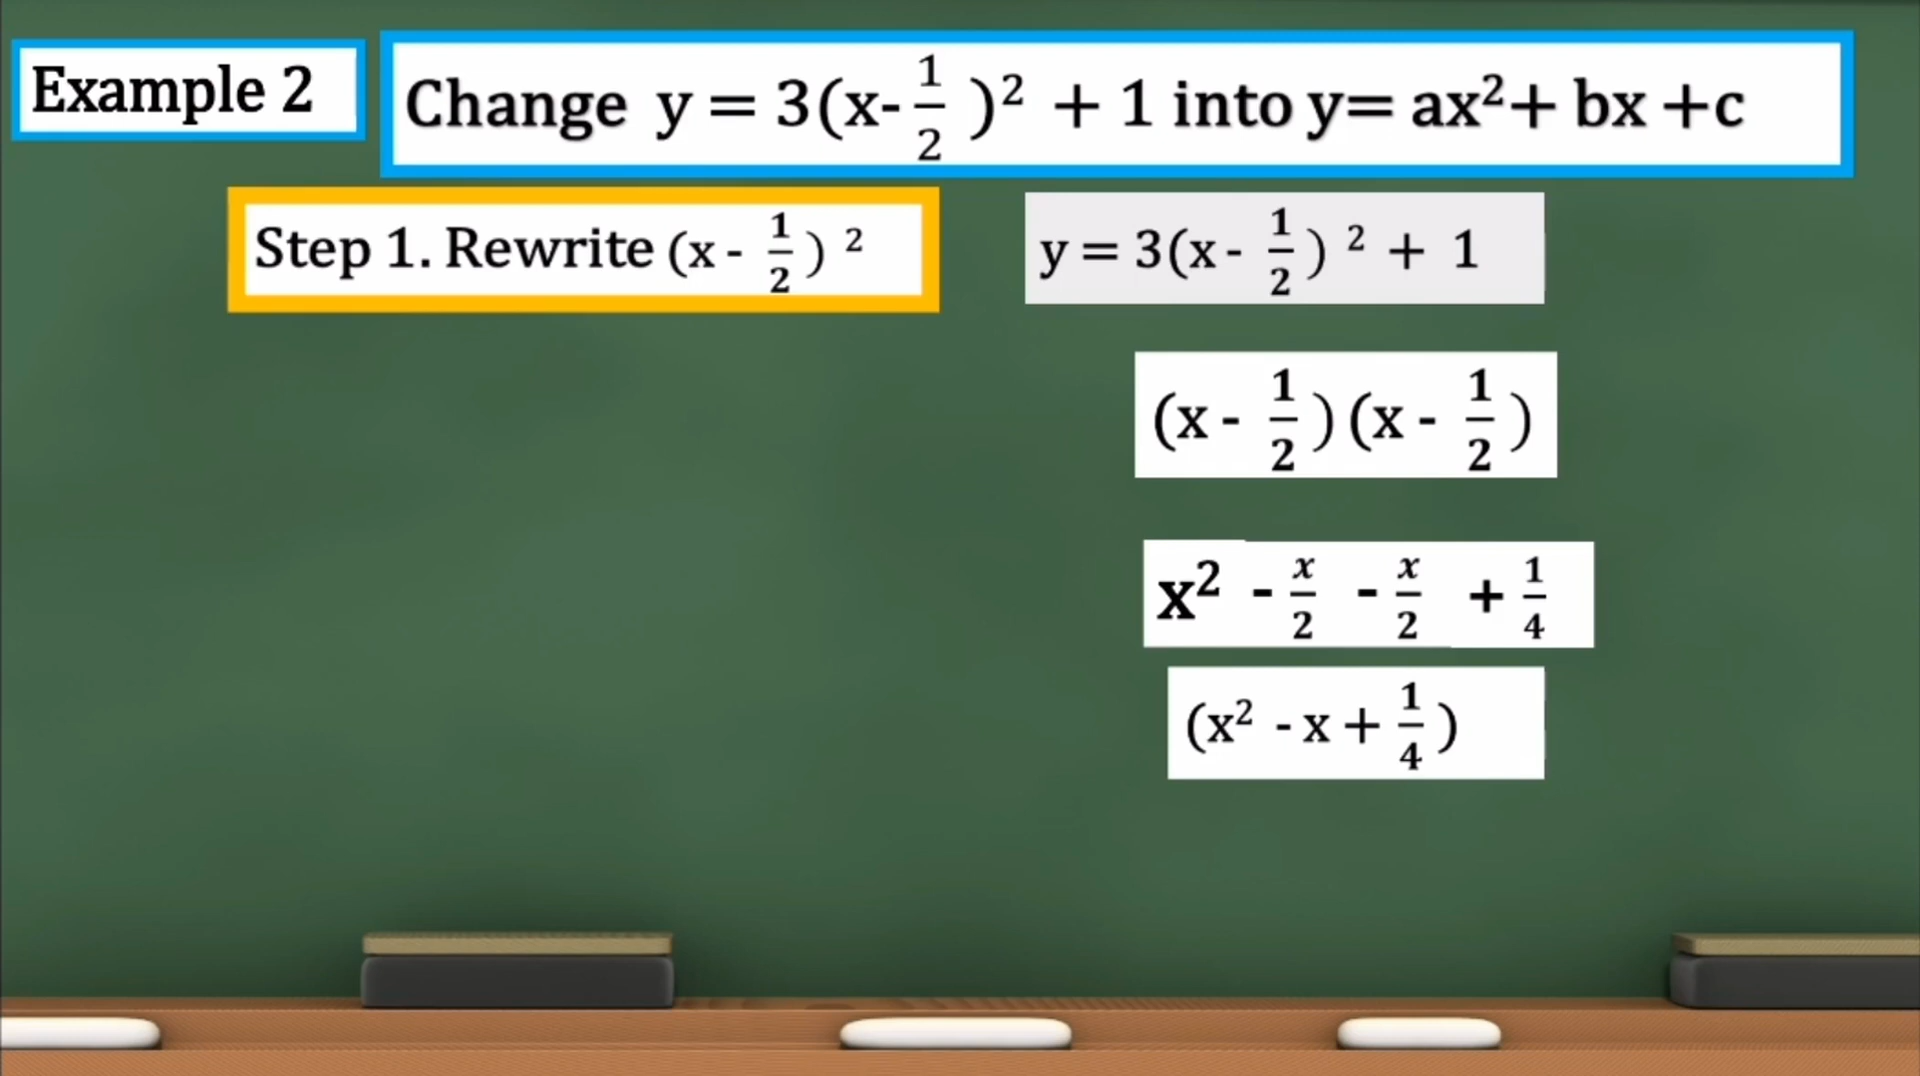 Example 2
Change y = 3(x-1/2 )² + 1 into y= ax²+ bx +c
Step 1. Rewrite (x - 1/2 ) ²
y = 3(x - 1/2 ) ² + 1
(x - 1/2 ) (x - 1/2 )
x² - x/2 - x/2 + 1/4
(x² - x + 1/4 )